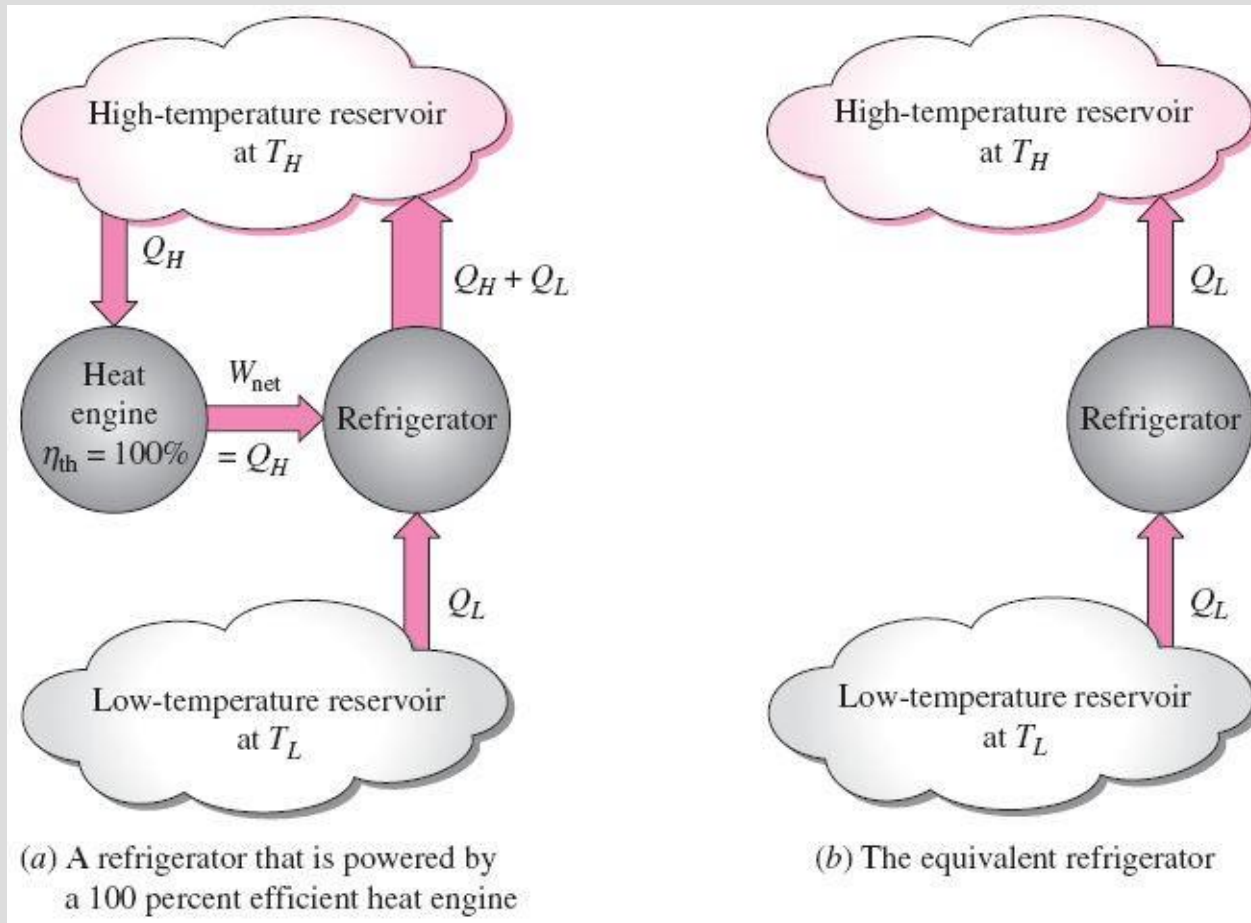 High-temperature reservoir
at T_H
Q_H
Q_H + Q_L
Heat
engine
η_th = 100%
W_net
= Q_H
Refrigerator
Q_L
Low-temperature reservoir
at T_L
(a) A refrigerator that is powered by
a 100 percent efficient heat engine
High-temperature reservoir
at T_H
Q_L
Refrigerator
Q_L
Low-temperature reservoir
at T_L
(b) The equivalent refrigerator